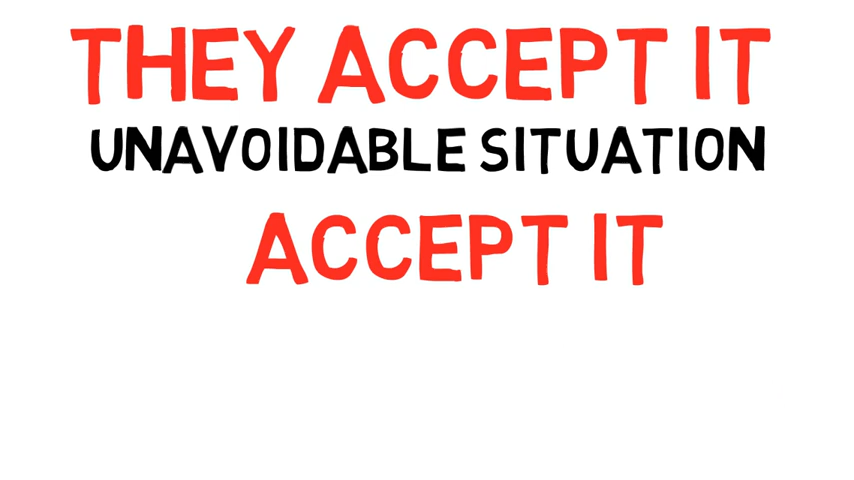 THEY ACCEPT IT
UNAVOIDABLE SITUATION
ACCEPT IT